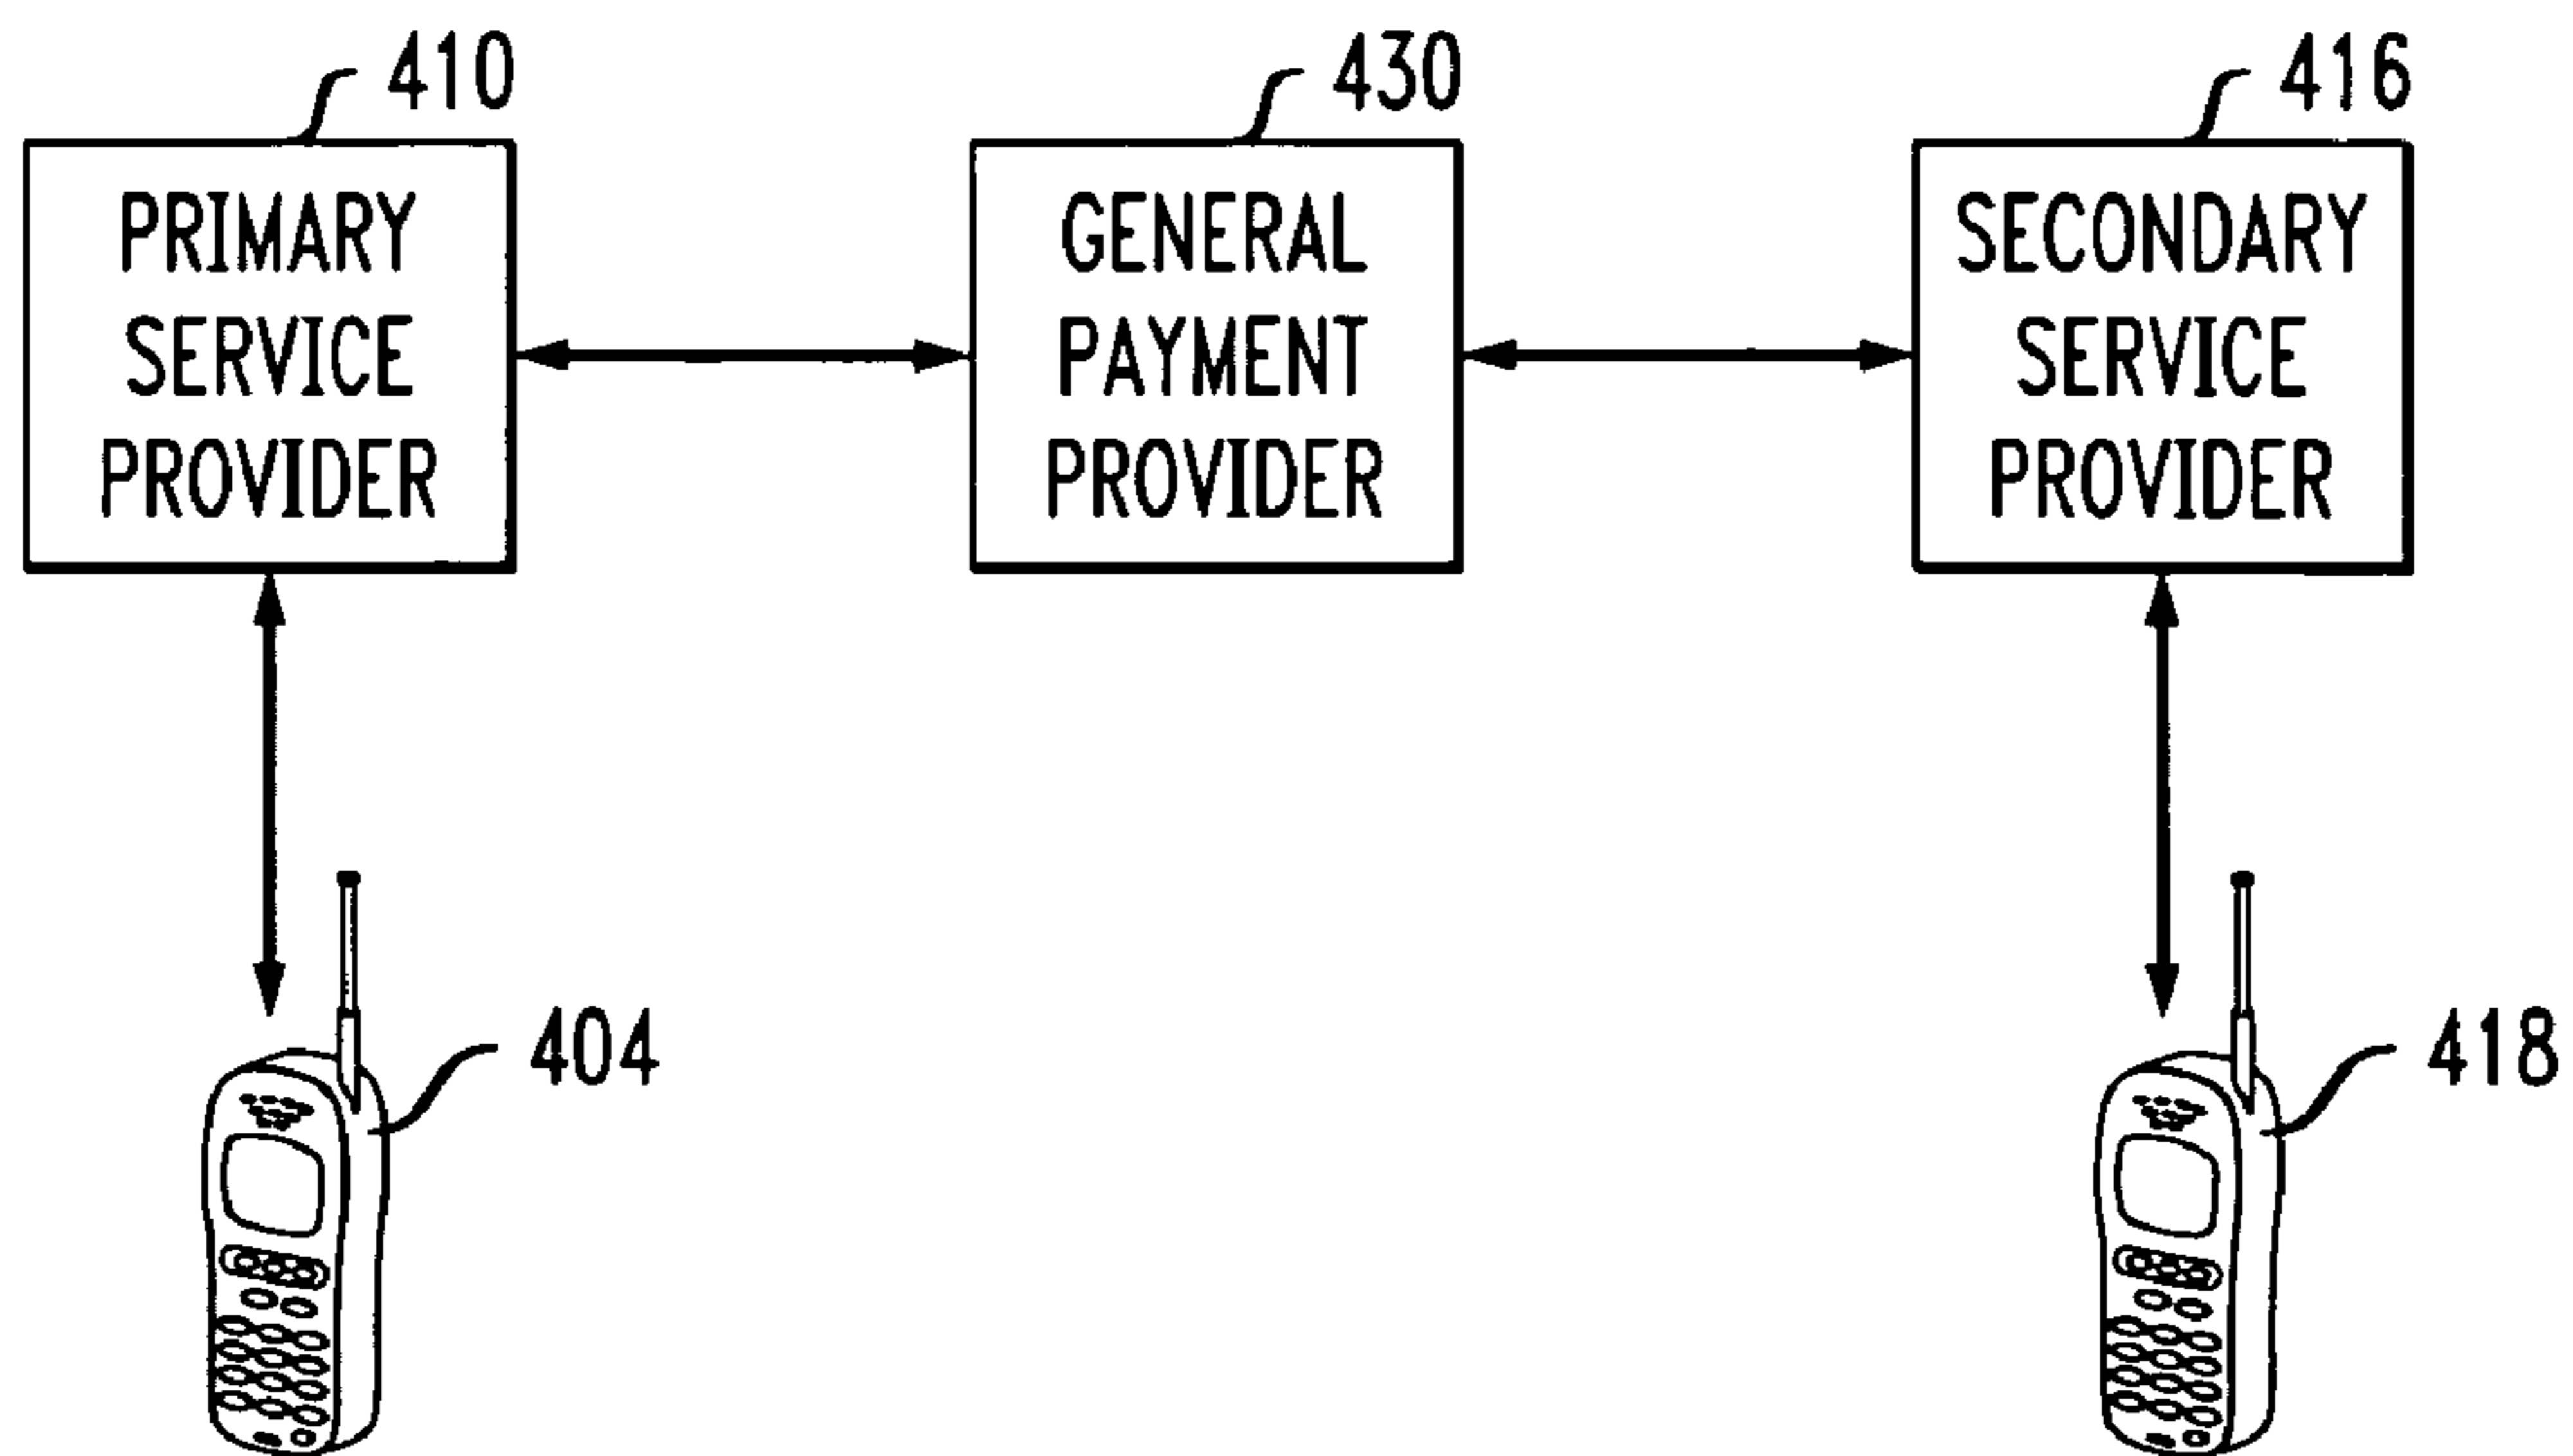 410
430
416
PRIMARY
SERVICE
PROVIDER
GENERAL
PAYMENT
PROVIDER
SECONDARY
SERVICE
PROVIDER
404
418